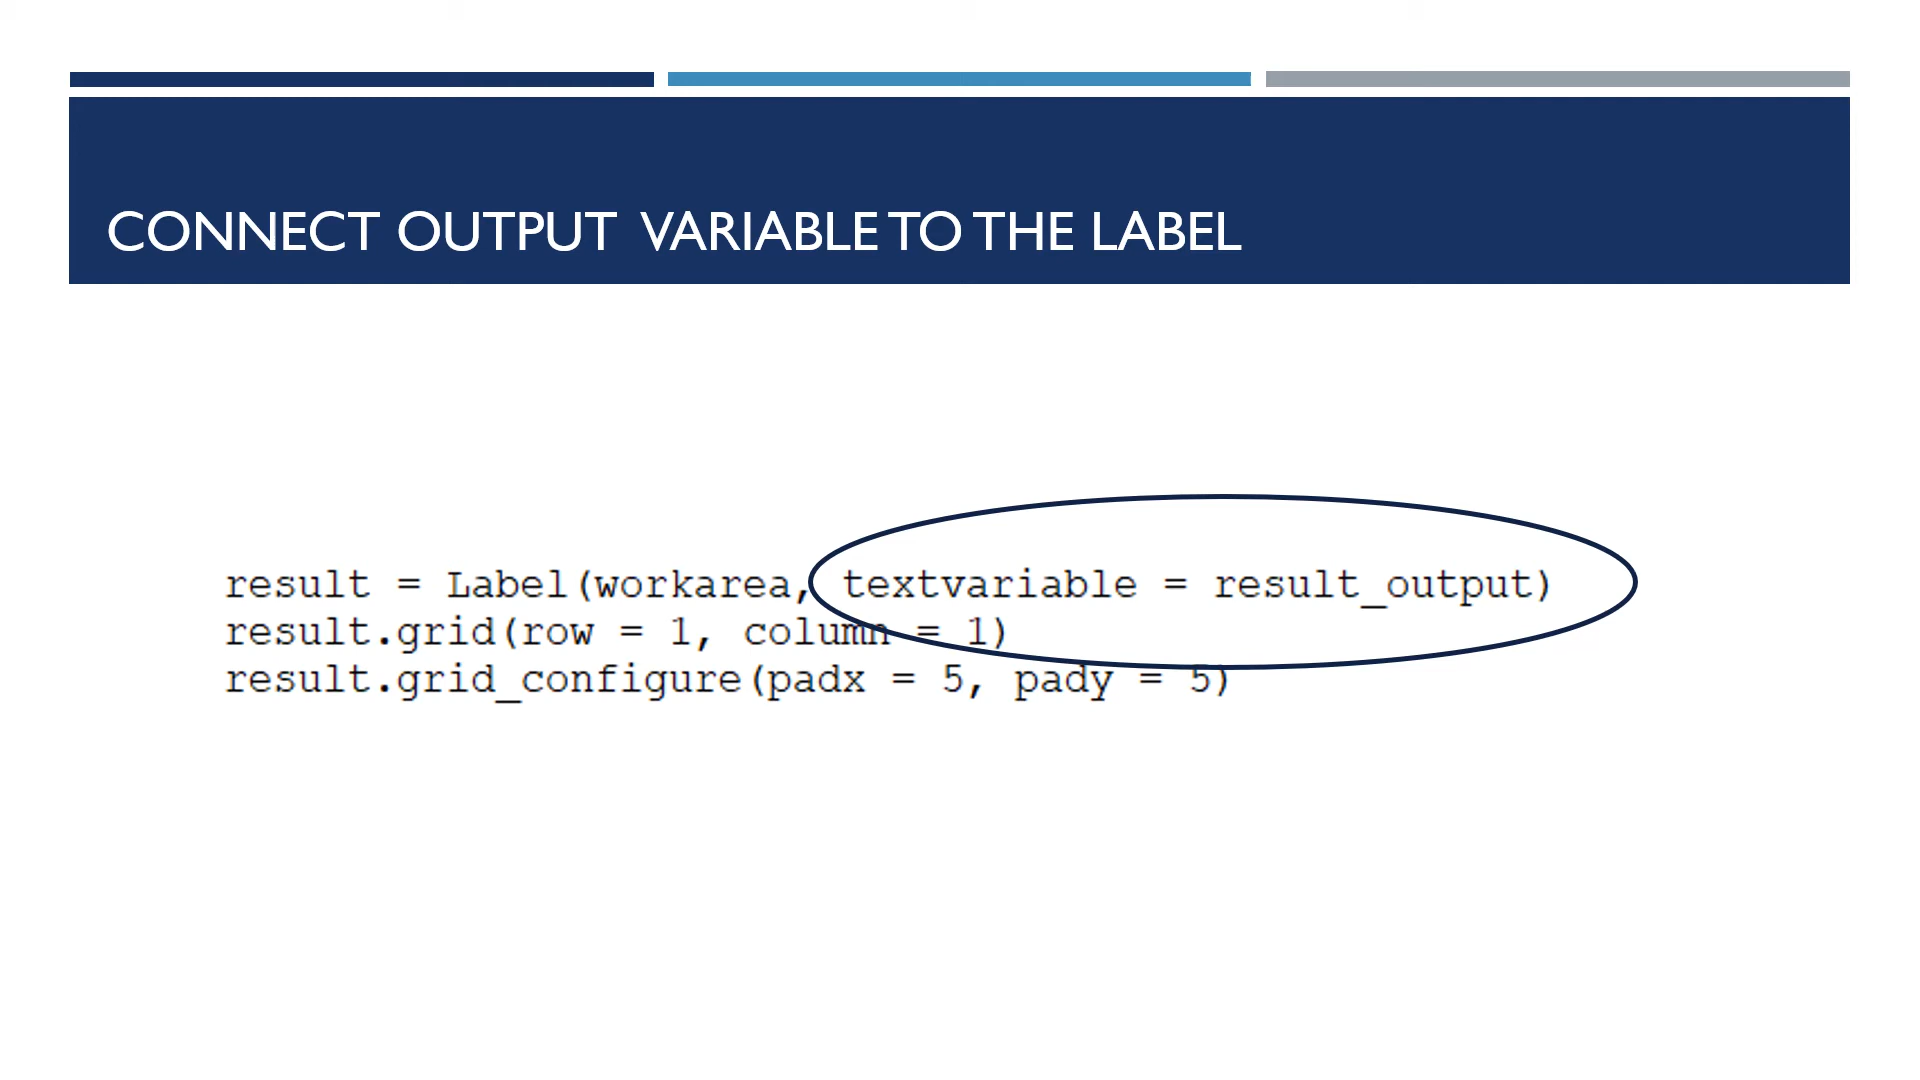 CONNECT OUTPUT VARIABLE TO THE LABEL
result = Label(workarea, textvariable = result_output)
result.grid(row = 1, column = 1)
result.grid_configure(padx = 5, pady = 5)